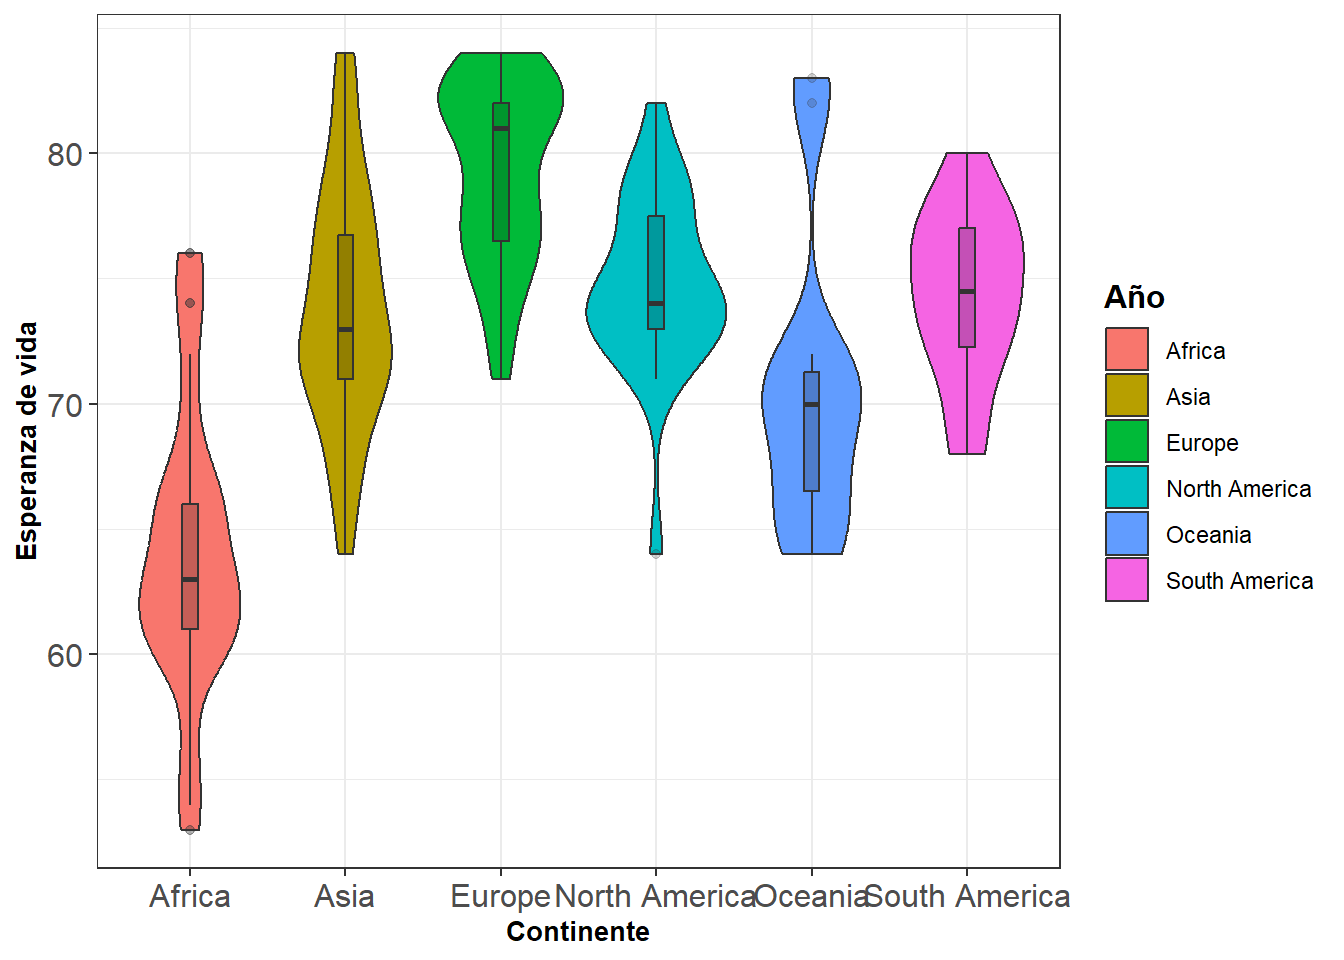 80
70
60
Esperanza de vida
Africa
Asia
Europe
North America
Oceania
South America
Continente
Año
Africa
Asia
Europe
North America
Oceania
South America